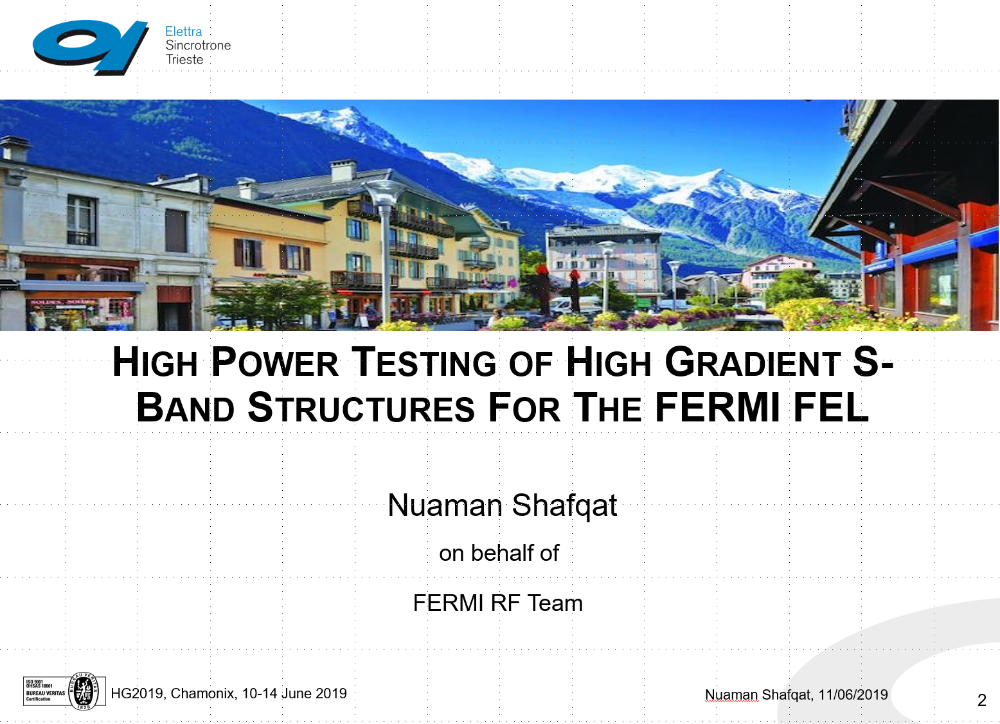 Elettra
Sincrotrone
Trieste
SOLDES SOLDES
HIGH POWER TESTING OF HIGH GRADIENT S-
BAND STRUCTURES FOR THE FERMI FEL
Nuaman Shafqat
on behalf of
FERMI RF Team
ISO 9001
OHSAS 18001
BUREAU VERITAS
Certification
BUREAU VERITAS
1828
HG2019, Chamonix, 10-14 June 2019
Nuaman Shafqat, 11/06/2019
2